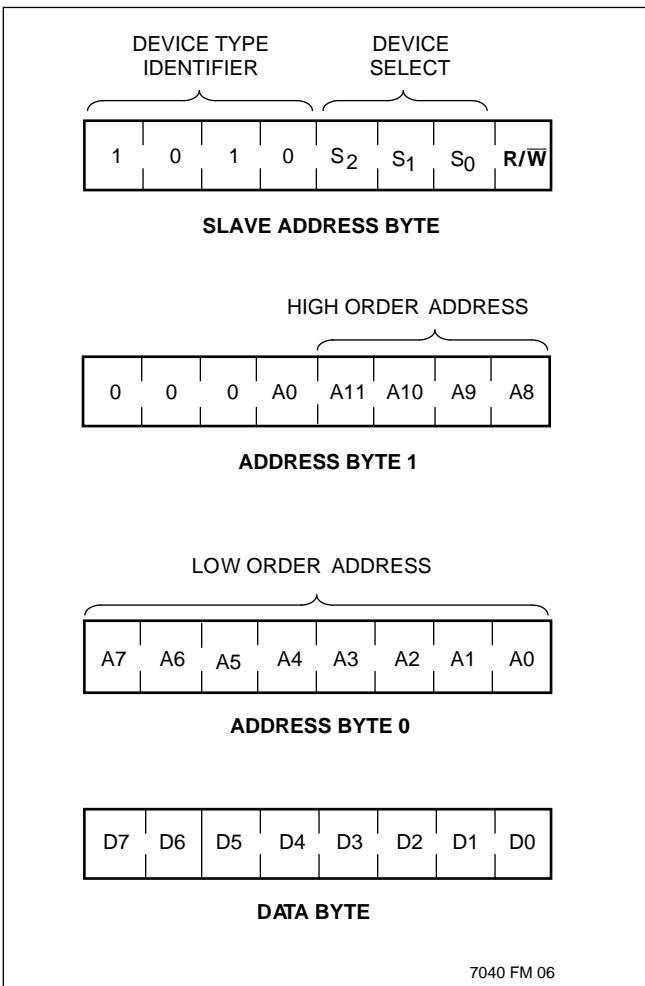 DEVICE TYPE IDENTIFIER
DEVICE SELECT
1 0 1 0 S2 S1 S0 R/W̅
SLAVE ADDRESS BYTE
HIGH ORDER ADDRESS
0 0 0 A0 A11 A10 A9 A8
ADDRESS BYTE 1
LOW ORDER ADDRESS
A7 A6 A5 A4 A3 A2 A1 A0
ADDRESS BYTE 0
D7 D6 D5 D4 D3 D2 D1 D0
DATA BYTE
7040 FM 06